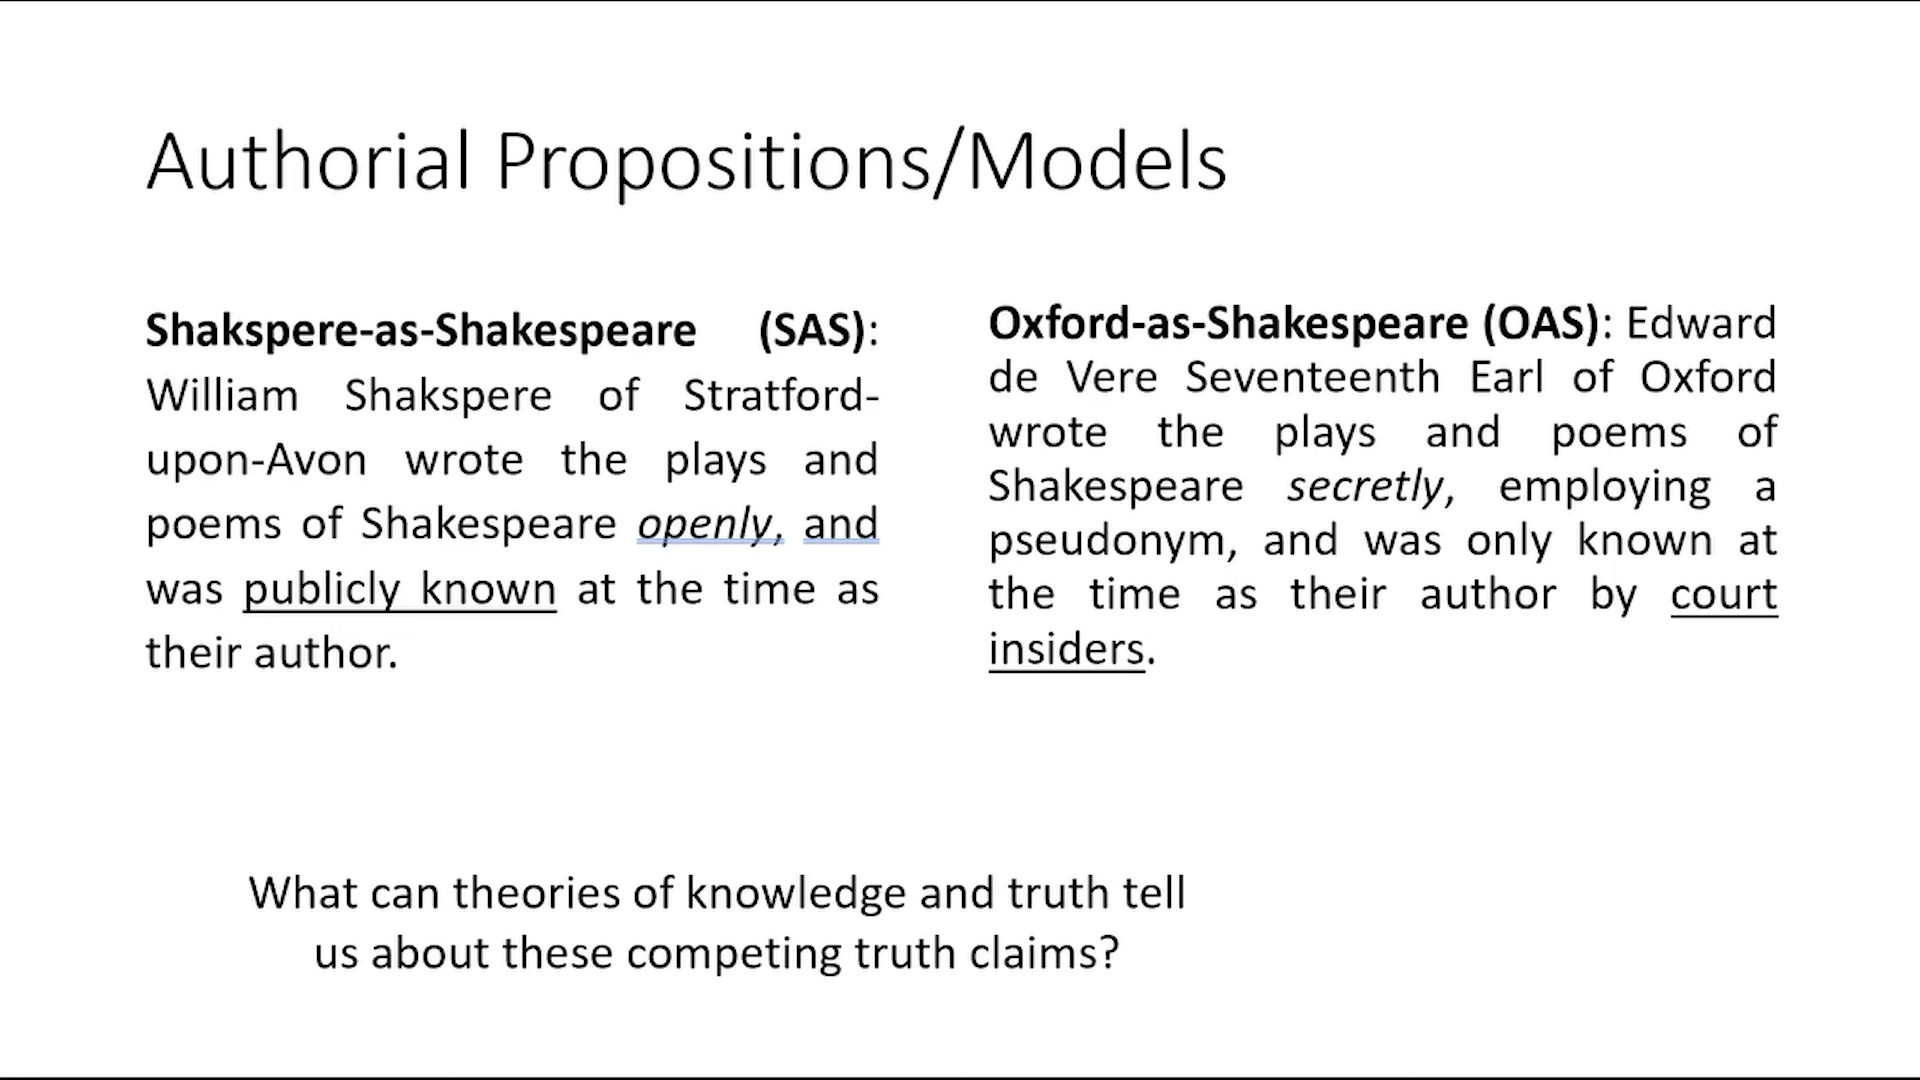 Authorial Propositions/Models
Shakspere-as-Shakespeare (SAS):
William Shakspere of Stratford-
upon-Avon wrote the plays and
poems of Shakespeare openly, and
was publicly known at the time as
their author.
Oxford-as-Shakespeare (OAS): Edward
de Vere Seventeenth Earl of Oxford
wrote the plays and poems of
Shakespeare secretly, employing a
pseudonym, and was only known at
the time as their author by court
insiders.
What can theories of knowledge and truth tell
us about these competing truth claims?